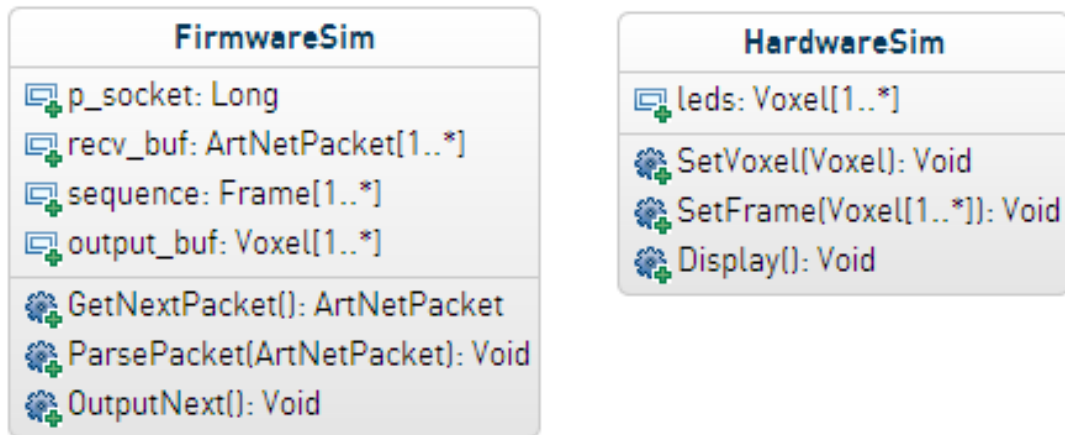 FirmwareSim
p_socket: Long
recv_buf: ArtNetPacket[1..*]
sequence: Frame[1..*]
output_buf: Voxel[1..*]
GetNextPacket(): ArtNetPacket
ParsePacket(ArtNetPacket): Void
OutputNext(): Void
HardwareSim
leds: Voxel[1..*]
SetVoxel(Voxel): Void
SetFrame(Voxel[1..*]): Void
Display(): Void